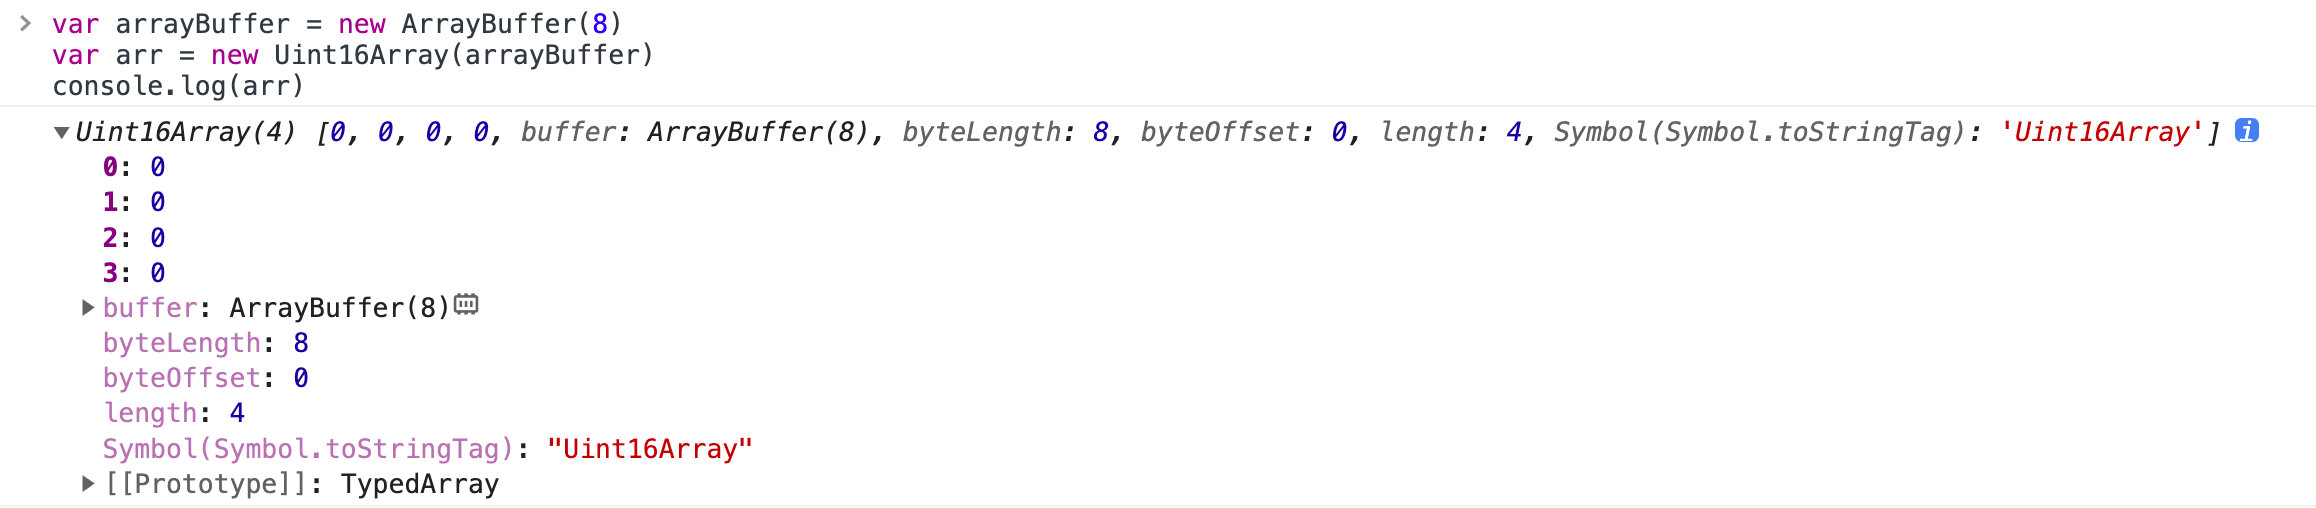 var arrayBuffer = new ArrayBuffer(8)
var arr = new Uint16Array(arrayBuffer)
console.log(arr)
Uint16Array(4) [0, 0, 0, 0, buffer: ArrayBuffer(8), byteLength: 8, byteOffset: 0, length: 4, Symbol(Symbol.toStringTag): 'Uint16Array'] i
0: 0
1: 0
2: 0
3: 0
buffer: ArrayBuffer(8)
byteLength: 8
byteOffset: 0
length: 4
Symbol(Symbol.toStringTag): "Uint16Array"
[[Prototype]]: TypedArray